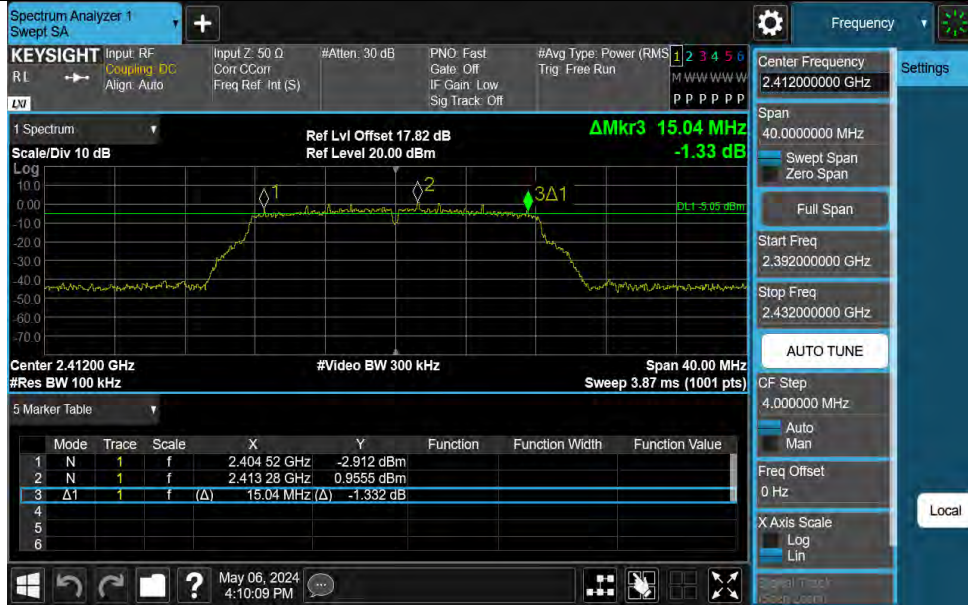 Spectrum Analyzer 1
Swept SA
Frequency
KEYSIGHT
RL
LXI
Input: RF
Coupling: DC
Align: Auto
Input Z: 50 Ω
Corr CCorr
Freq Ref: Int (S)
#Atten: 30 dB
PNO: Fast
Gate: Off
IF Gain: Low
Sig Track: Off
#Avg Type: Power (RMS
Trig: Free Run
1 2 3 4 5 6
M W W W W W
P P P P P P
Center Frequency
2.412000000 GHz
Settings
Span
40.0000000 MHz
Swept Span
Zero Span
Full Span
Start Freq
2.392000000 GHz
Stop Freq
2.432000000 GHz
AUTO TUNE
CF Step
4.000000 MHz
Auto
Man
Freq Offset
0 Hz
X Axis Scale
Log
Lin
Signal Track
(Span Zoom)
Local
1 Spectrum
Scale/Div 10 dB
Ref Lvl Offset 17.82 dB
Ref Level 20.00 dBm
ΔMkr3 15.04 MHz
-1.33 dB
Log
10.0
0.00
-10.0
-20.0
-30.0
-40.0
-50.0
-60.0
-70.0
1
2
3Δ1
DL1 -5.05 dBm
Center 2.41200 GHz
#Video BW 300 kHz
Span 40.00 MHz
#Res BW 100 kHz
Sweep 3.87 ms (1001 pts)
5 Marker Table
Mode Trace Scale X Y Function Function Width Function Value
1 N 1 f 2.404 52 GHz -2.912 dBm
2 N 1 f 2.413 28 GHz 0.9555 dBm
3 Δ1 1 f (Δ) 15.04 MHz (Δ) -1.332 dB
4
5
6
?
May 06, 2024
4:10:09 PM